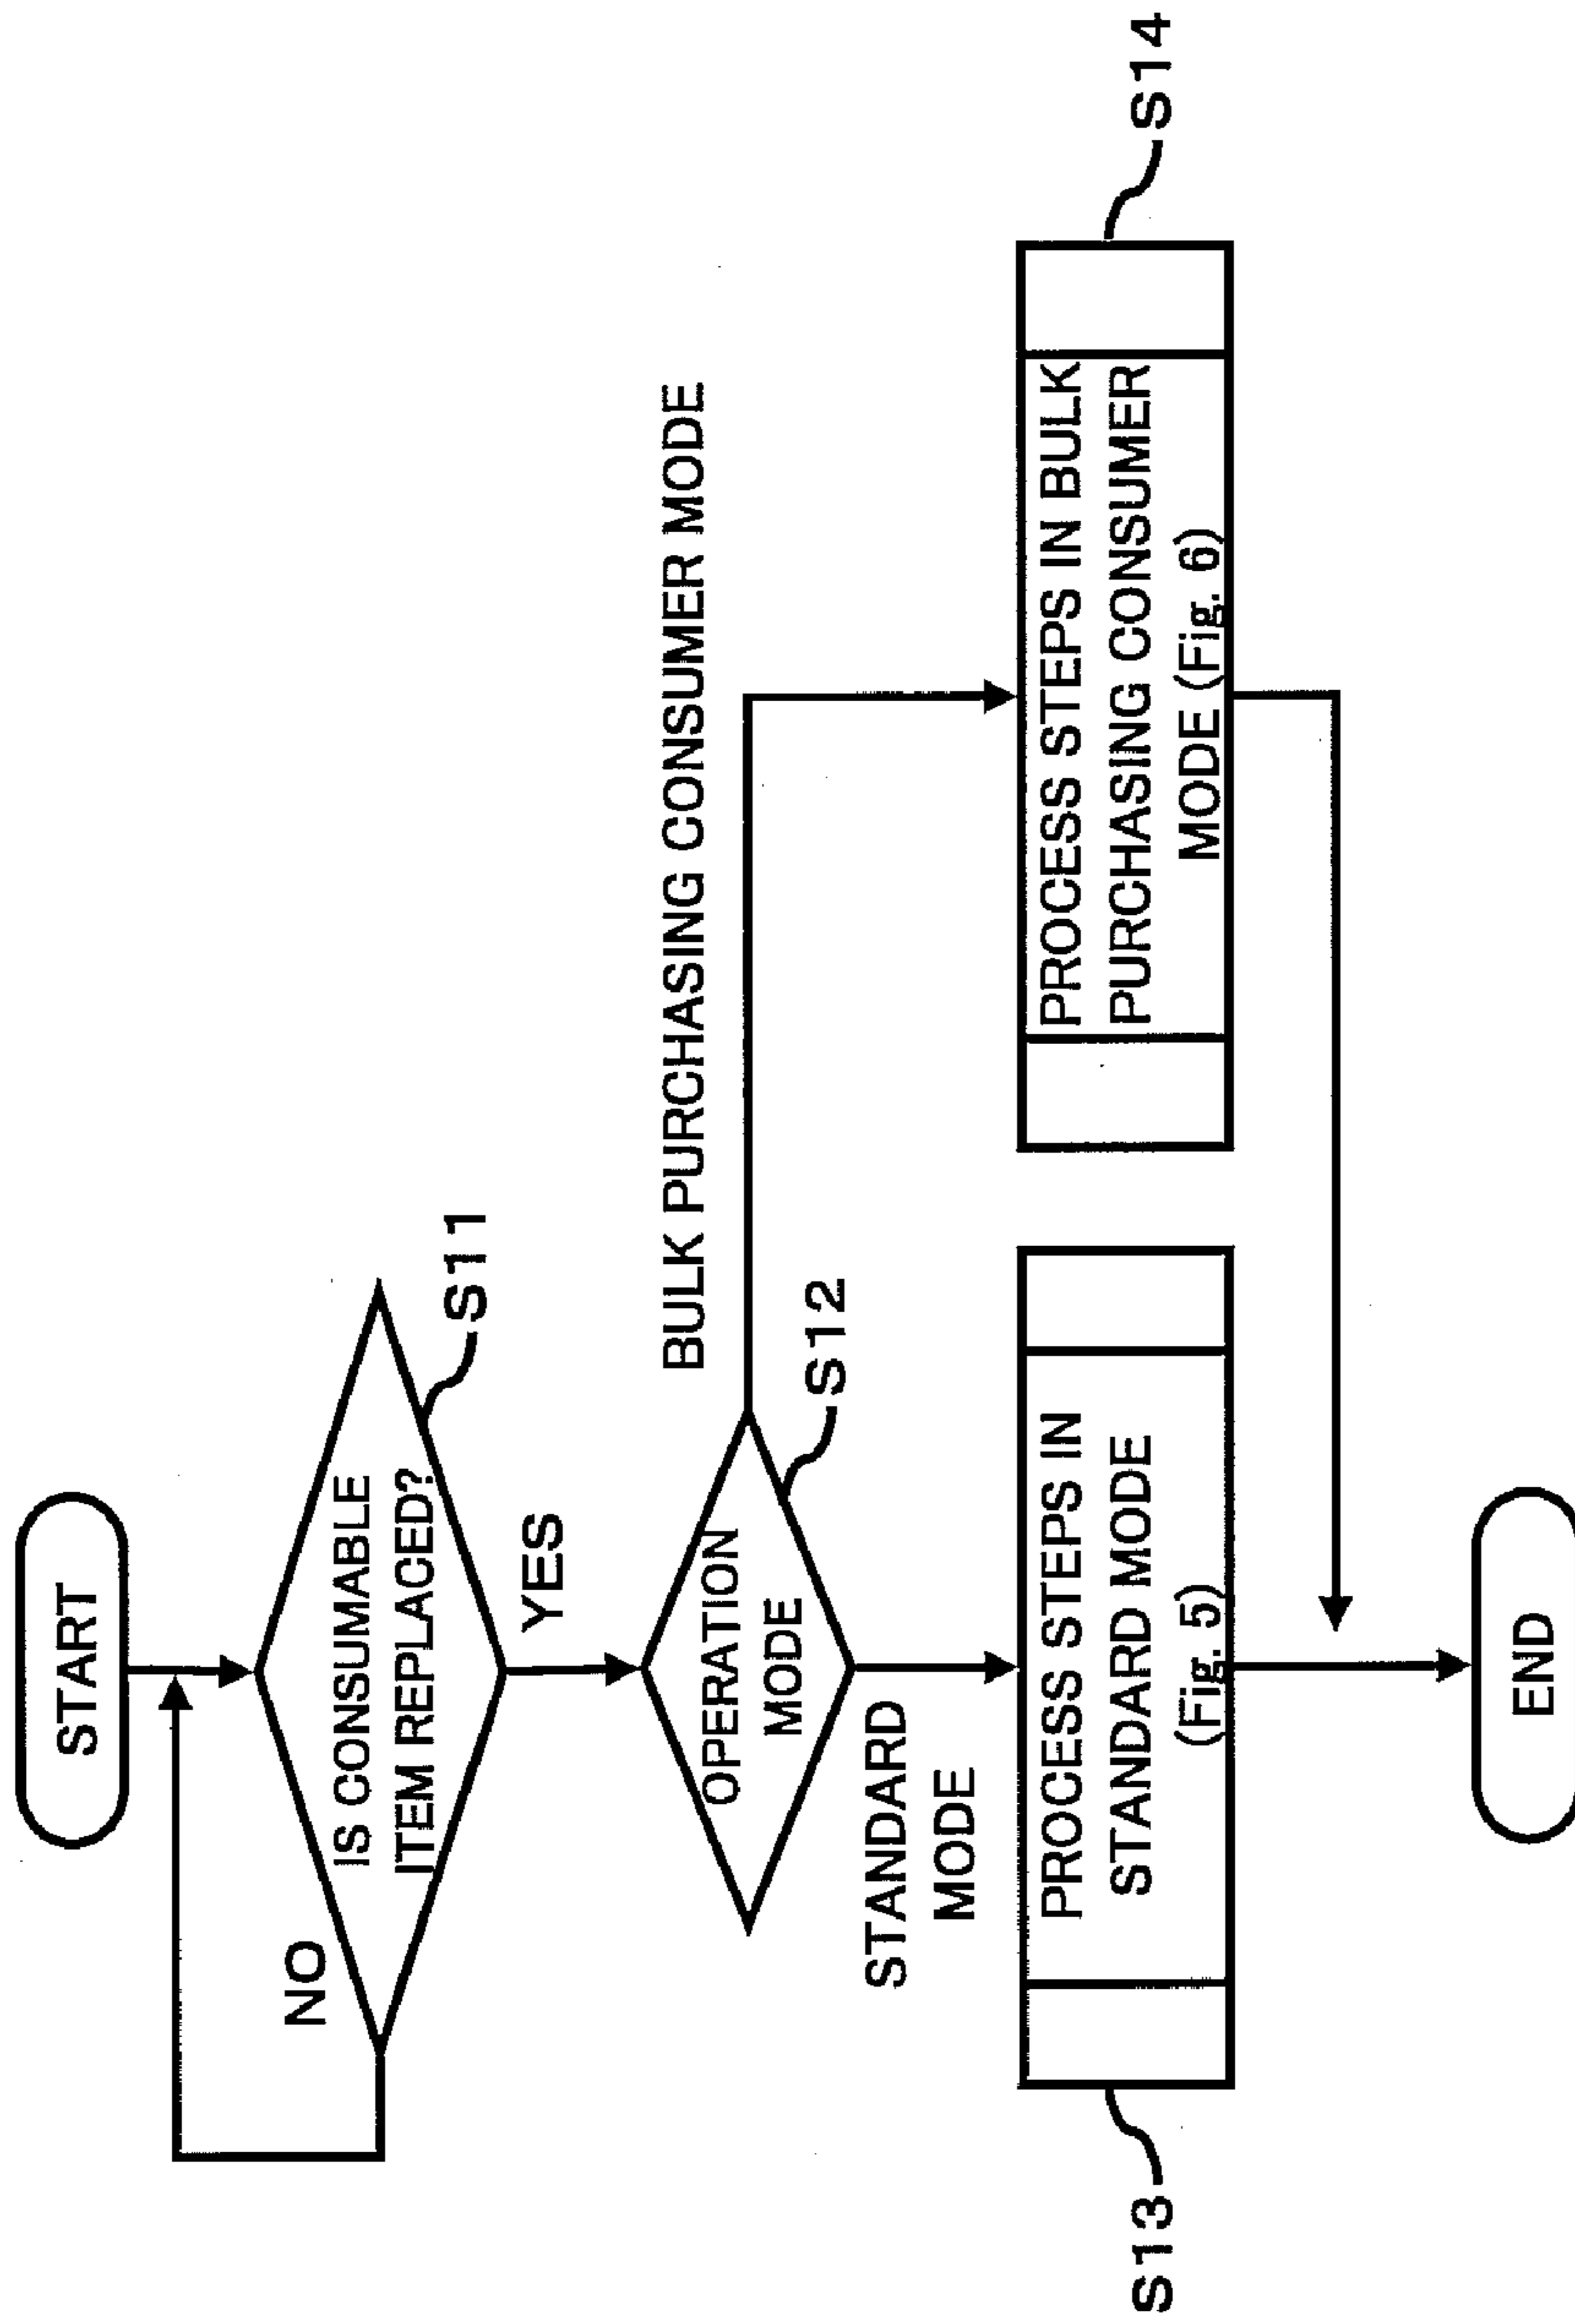 START
NO
IS CONSUMABLE
ITEM REPLACED?
S11
YES
OPERATION
MODE
S12
BULK PURCHASING CONSUMER MODE
STANDARD
MODE
S13
PROCESS STEPS IN
STANDARD MODE
(Fig. 5)
PROCESS STEPS IN BULK
PURCHASING CONSUMER
MODE (Fig. 6)
S14
END